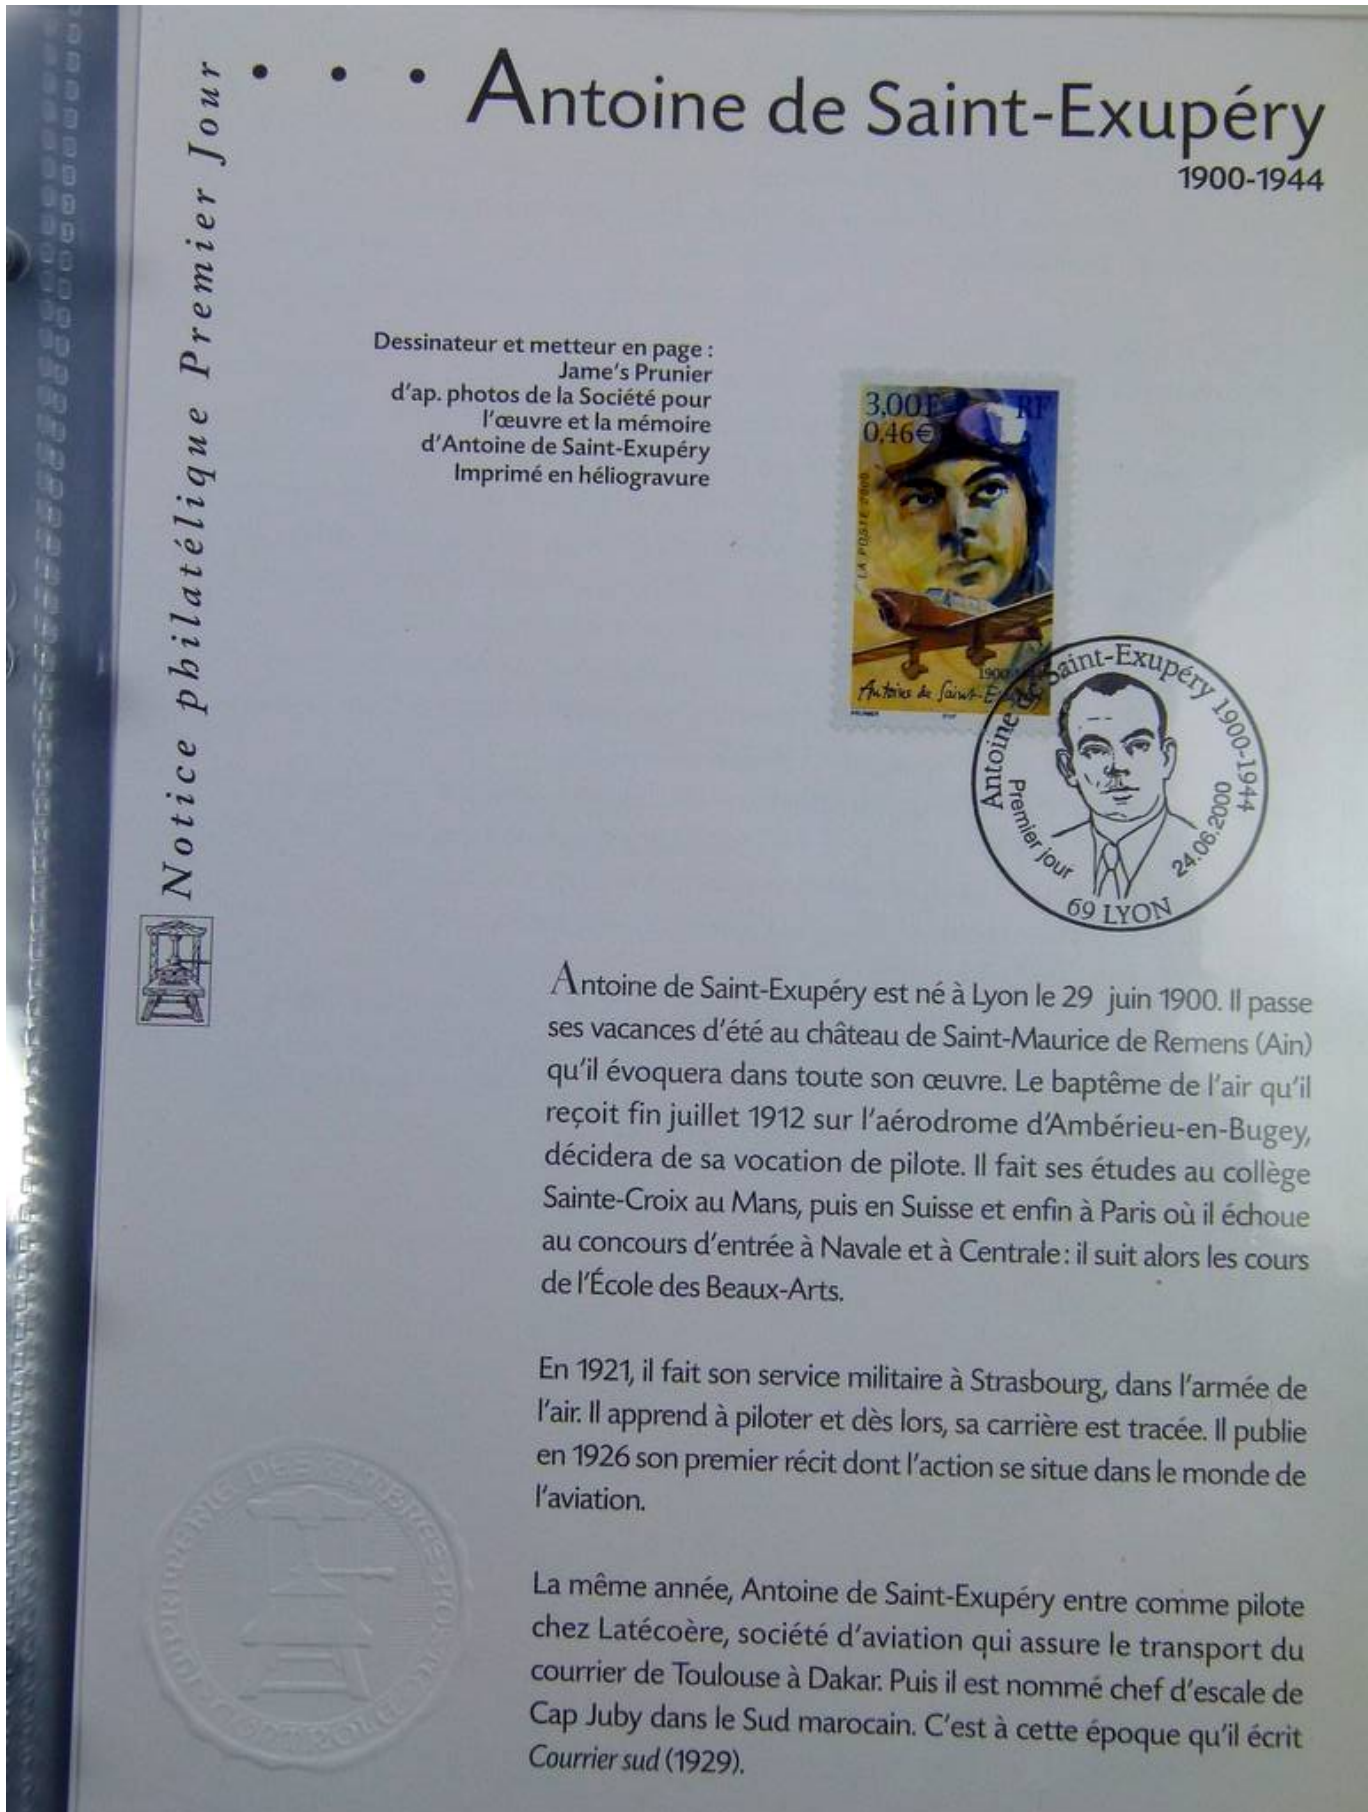 Notice philatélique Premier Jour
Antoine de Saint-Exupéry
1900-1944
Dessinateur et metteur en page :
Jame's Prunier
d'ap. photos de la Société pour
l'œuvre et la mémoire
d'Antoine de Saint-Exupéry
Imprimé en héliogravure
3,00F RF
0,46€
LA POSTE 2000
1900
Antoine de Saint-Exupéry
PRUNIER
Antoine de Saint-Exupéry 1900-1944
Premier jour
24.06.2000
69 LYON
Antoine de Saint-Exupéry est né à Lyon le 29 juin 1900. Il passe
ses vacances d'été au château de Saint-Maurice de Remens (Ain)
qu'il évoquera dans toute son œuvre. Le baptême de l'air qu'il
reçoit fin juillet 1912 sur l'aérodrome d'Ambérieu-en-Bugey,
décidera de sa vocation de pilote. Il fait ses études au collège
Sainte-Croix au Mans, puis en Suisse et enfin à Paris où il échoue
au concours d'entrée à Navale et à Centrale : il suit alors les cours
de l'École des Beaux-Arts.
En 1921, il fait son service militaire à Strasbourg, dans l'armée de
l'air. Il apprend à piloter et dès lors, sa carrière est tracée. Il publie
en 1926 son premier récit dont l'action se situe dans le monde de
l'aviation.
La même année, Antoine de Saint-Exupéry entre comme pilote
chez Latécoère, société d'aviation qui assure le transport du
courrier de Toulouse à Dakar. Puis il est nommé chef d'escale de
Cap Juby dans le Sud marocain. C'est à cette époque qu'il écrit
Courrier sud (1929).